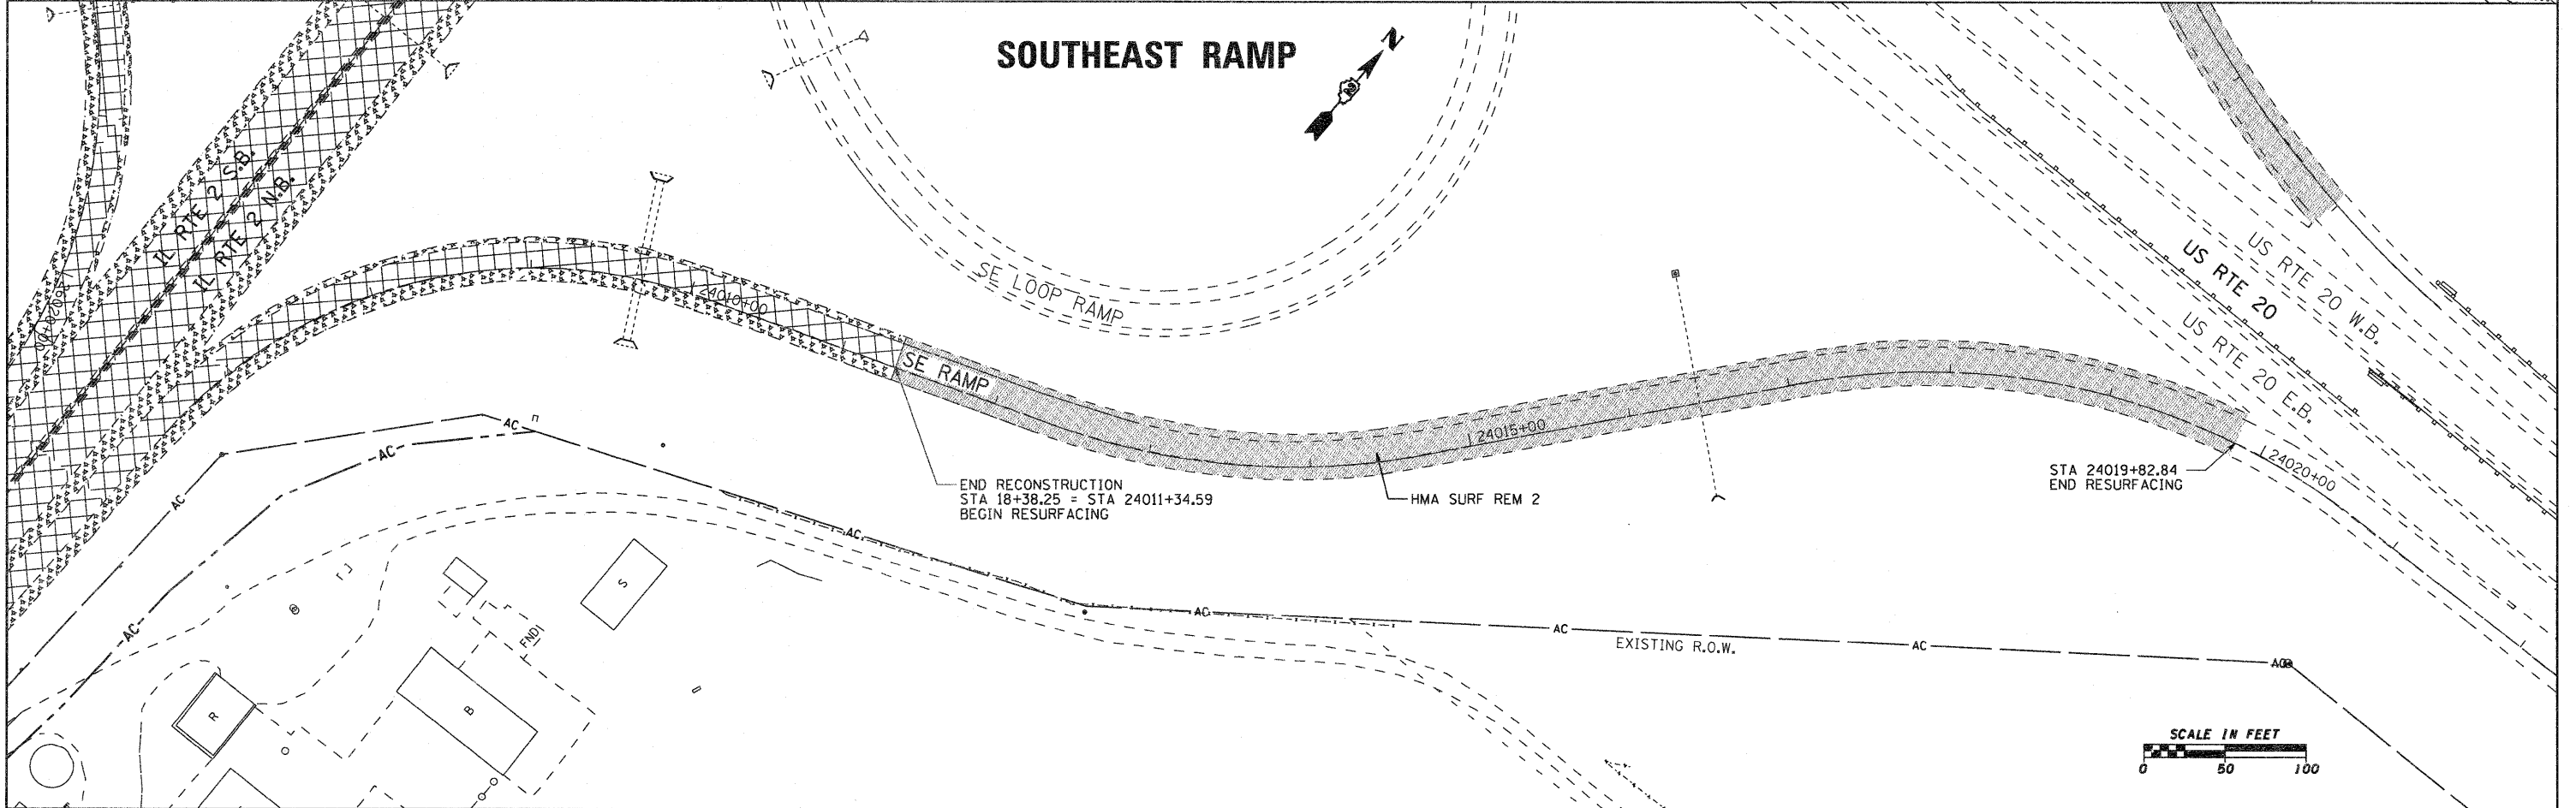 SOUTHEAST RAMP
N
IL RTE 2 S.B.
IL RTE 2 N.B.
SE LOOP RAMP
US RTE 20 W.B.
US RTE 20
US RTE 20 E.B.
24010+00
SE RAMP
24015+00
24020+00
END RECONSTRUCTION
STA 18+38.25 = STA 24011+34.59
BEGIN RESURFACING
HMA SURF REM 2
STA 24019+82.84
END RESURFACING
AC
AC
AC
AC
AC
AC
AC
AC
AC
EXISTING R.O.W.
S
FND
B
R
SCALE IN FEET
0 50 100